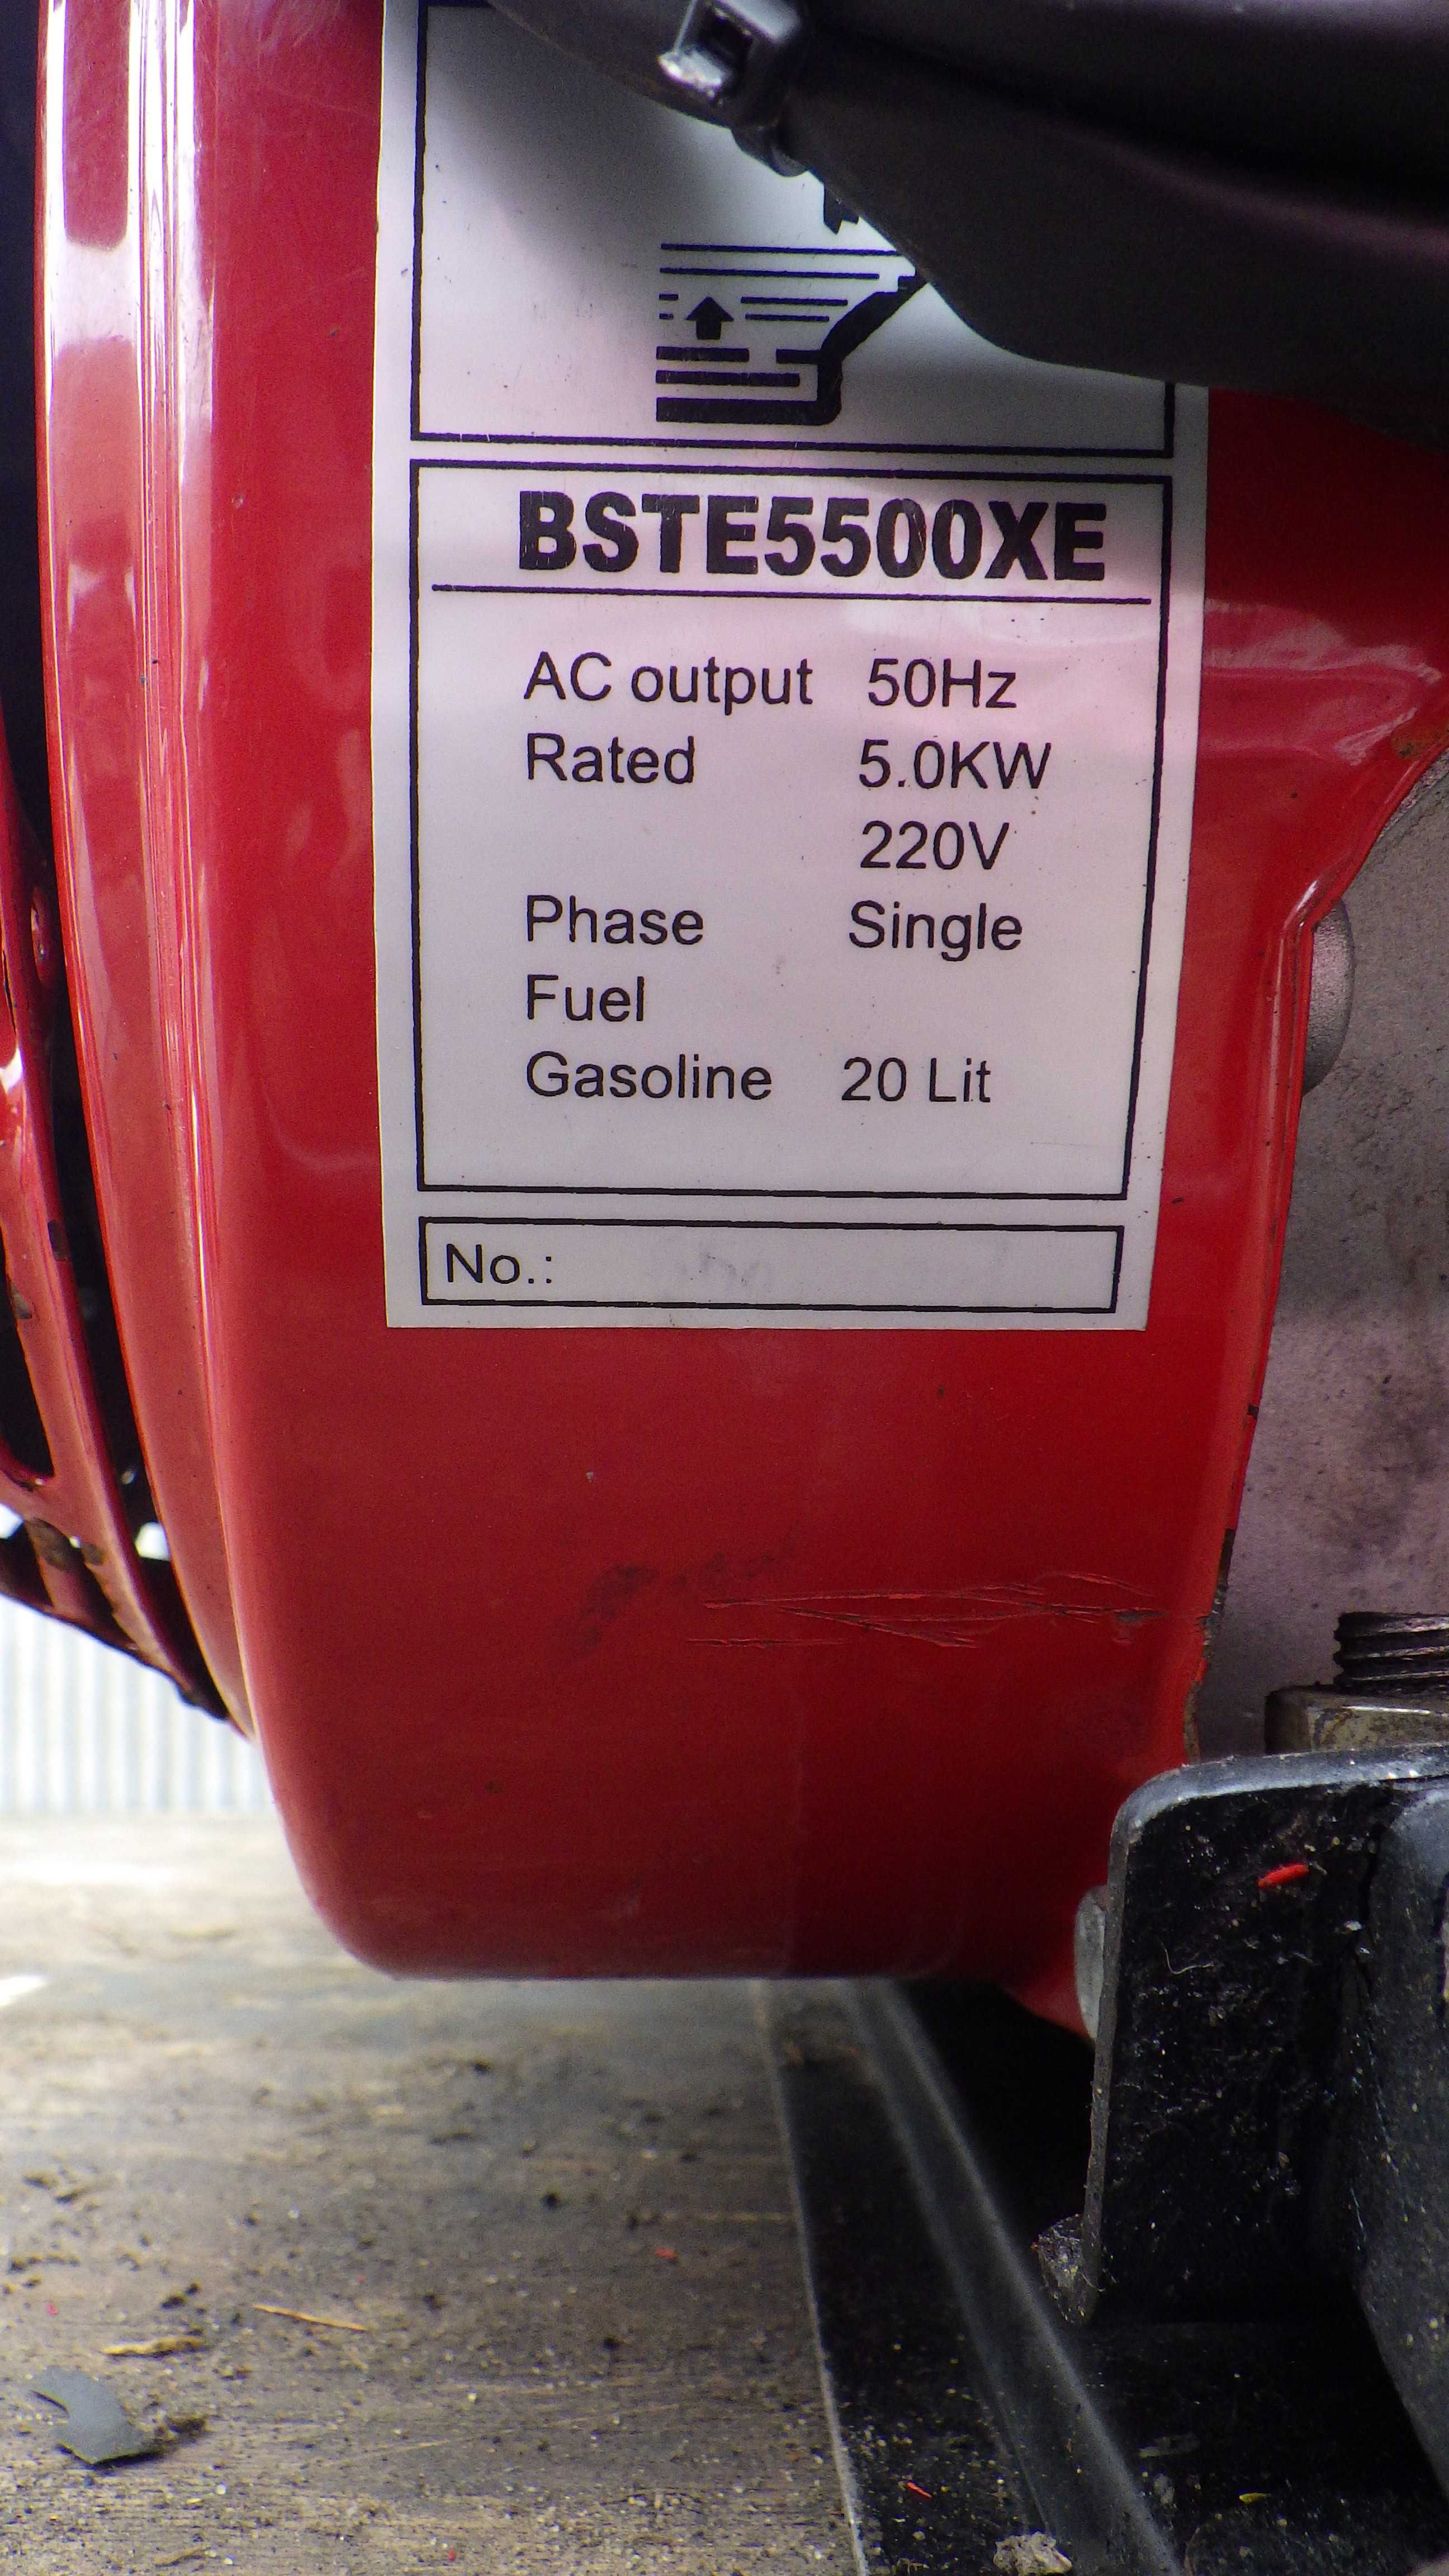 BSTE5500XE
AC output 50Hz
Rated 5.0KW
220V
Phase Single
Fuel
Gasoline 20 Lit
No.: